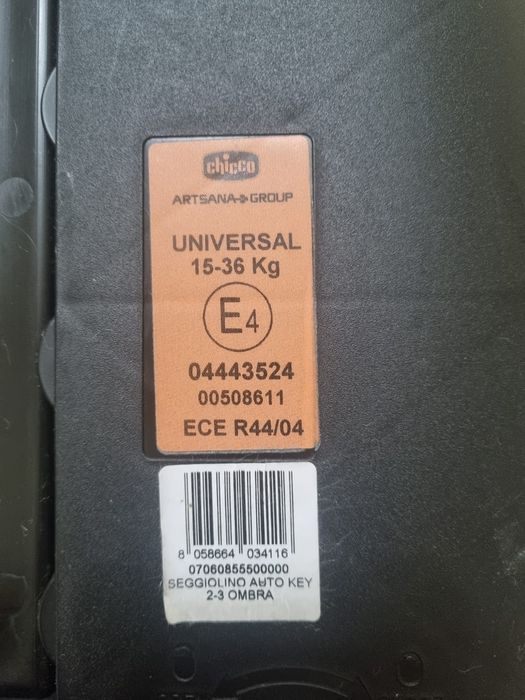 chicco
ARTSANA GROUP
UNIVERSAL
15-36 Kg
E4
04443524
00508611
ECE R44/04
8 058664 034116
07060855500000
SEGGIOLINO AUTO KEY
2-3 OMBRA